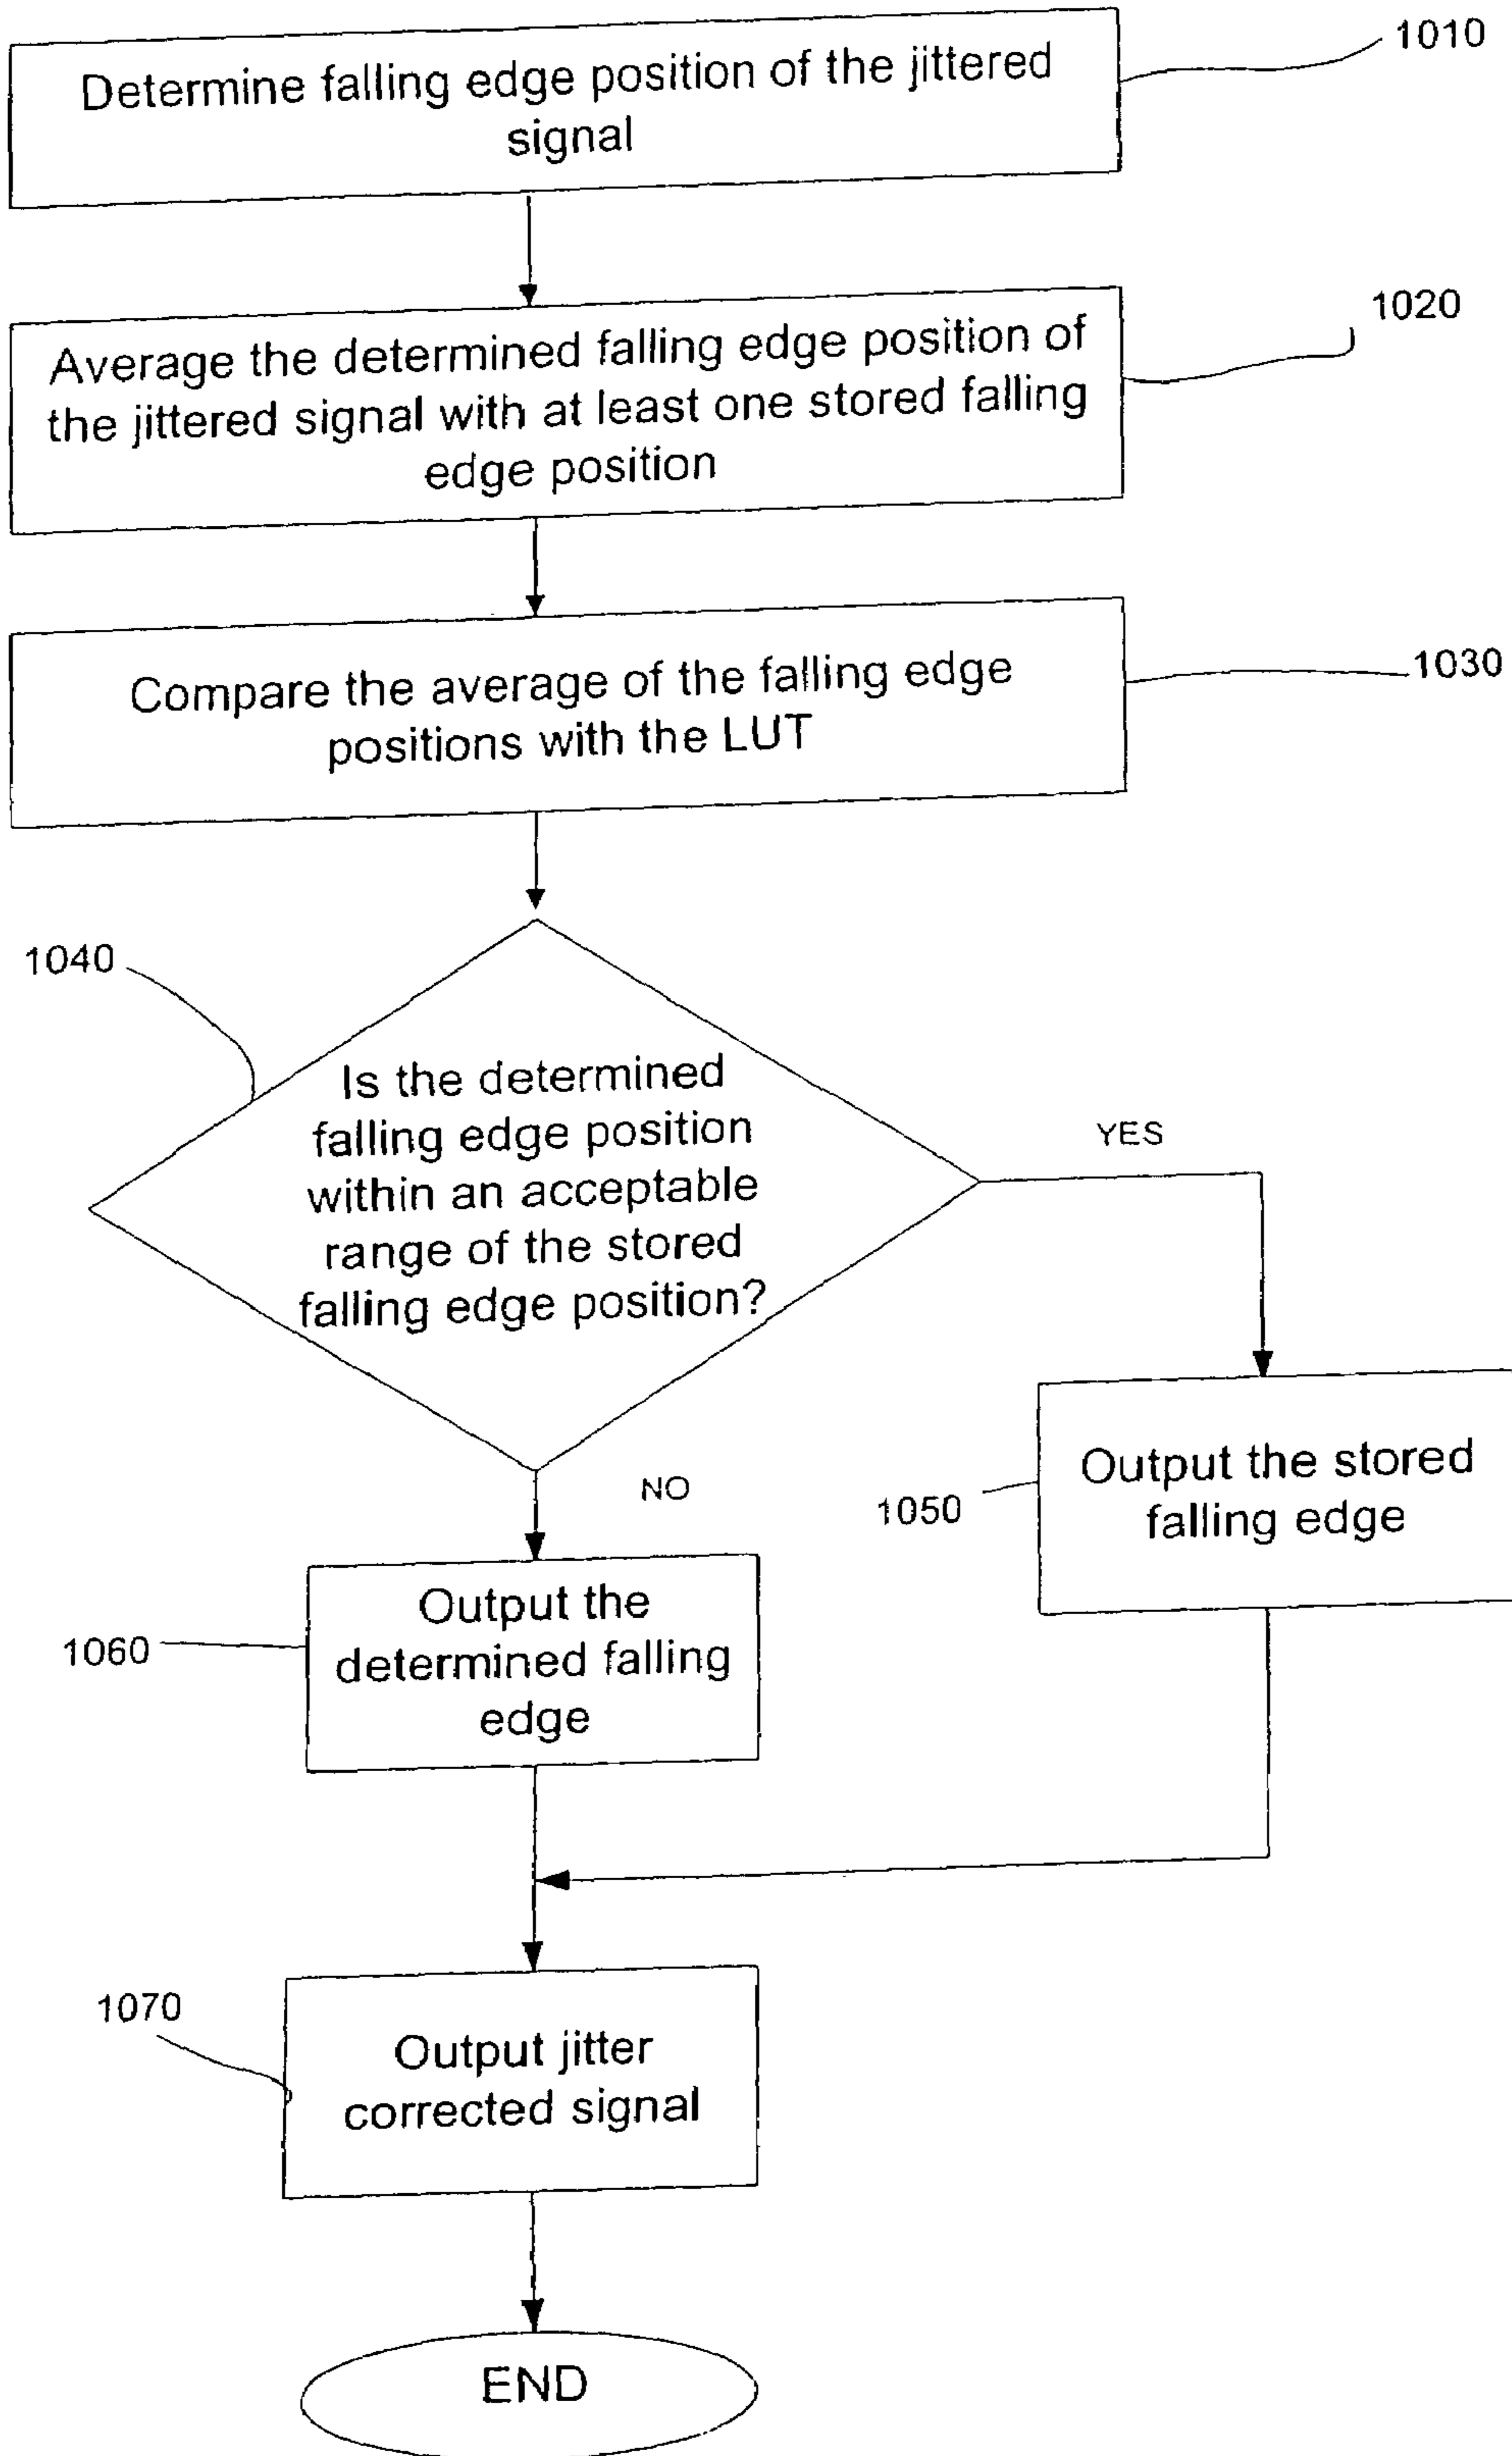 1010
Determine falling edge position of the jittered
signal
1020
Average the determined falling edge position of
the jittered signal with at least one stored falling
edge position
1030
Compare the average of the falling edge
positions with the LUT
1040
Is the determined
falling edge position
within an acceptable
range of the stored
falling edge position?
YES
NO
1050
Output the stored
falling edge
1060
Output the
determined falling
edge
1070
Output jitter
corrected signal
END